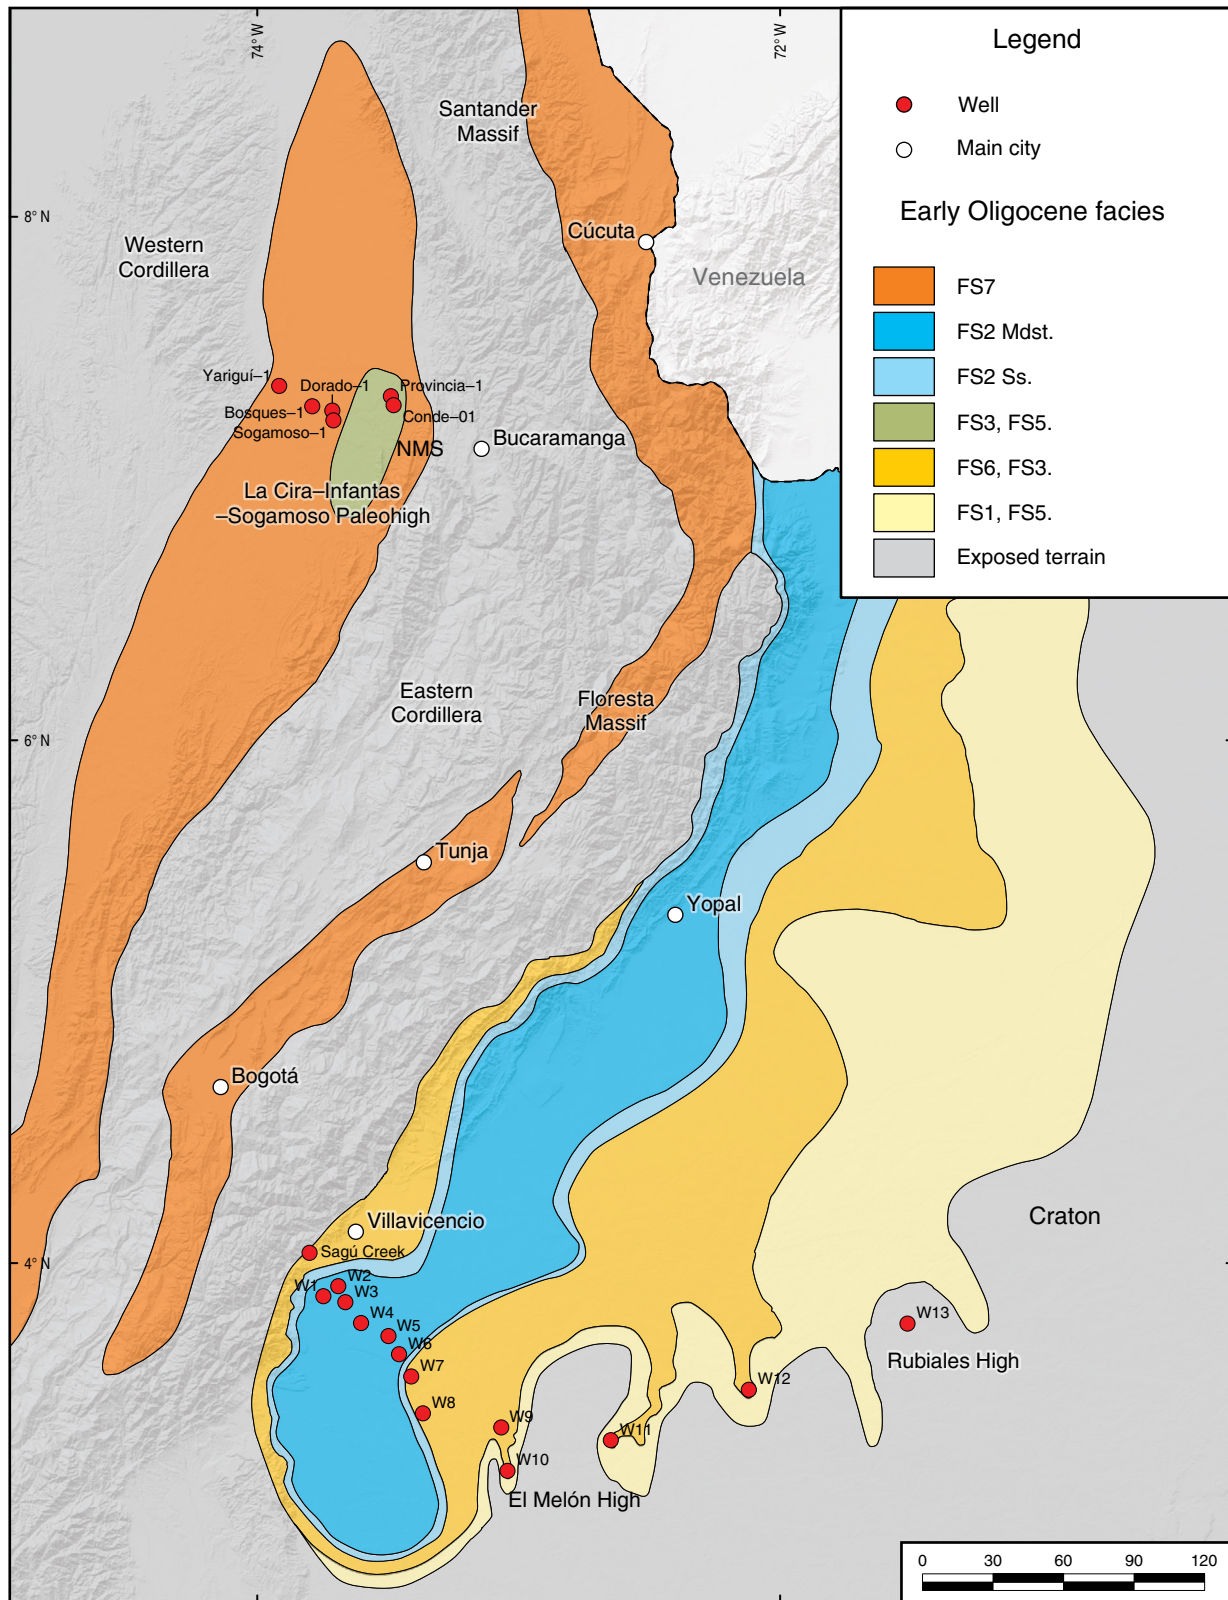 74° W
72° W
Legend
Well
Main city
Early Oligocene facies
FS7
FS2 Mdst.
FS2 Ss.
FS3, FS5.
FS6, FS3.
FS1, FS5.
Exposed terrain
Santander
Massif
8° N
Western
Cordillera
Cúcuta
Venezuela
Yariguí–1
Dorado–1
Provincia–1
Bosques–1
Conde–01
Sogamoso–1
NMS
Bucaramanga
La Cira–Infantas
–Sogamoso Paleohigh
Eastern
Cordillera
Floresta
Massif
6° N
Tunja
Yopal
Bogotá
Villavicencio
Craton
Sagú Creek
4° N
W1
W2
W3
W4
W5
W6
W7
W8
W9
W10
W11
W12
W13
Rubiales High
El Melón High
0
30
60
90
120